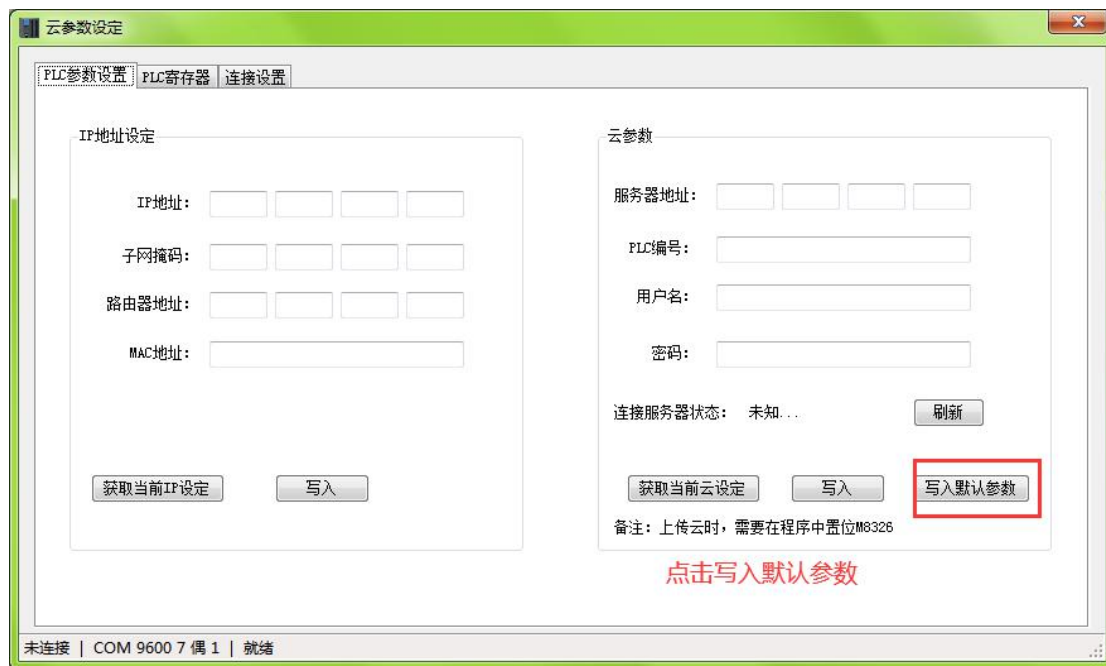 云参数设定
PLC参数设置 PLC寄存器 连接设置
IP地址设定
IP地址:
子网掩码:
路由器地址:
MAC地址:
获取当前IP设定 写入
云参数
服务器地址:
PLC编号:
用户名:
密码:
连接服务器状态: 未知... 刷新
获取当前云设定 写入 写入默认参数
备注: 上传云时, 需要在程序中置位M8326
点击写入默认参数
未连接 | COM 9600 7 偶 1 | 就绪